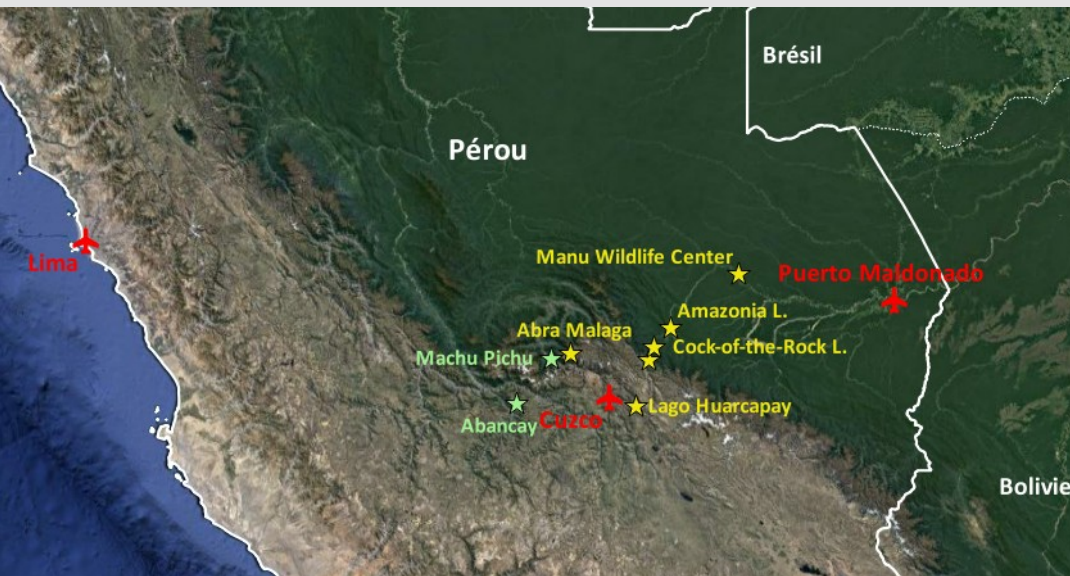 Brésil
Pérou
Manu Wildlife Center
Lima
Puerto Maldonado
Amazonia L.
Abra Malaga
Cock-of-the-Rock L.
Machu Pichu
Lago Huarcapay
Cuzco
Abancay
Bolivie